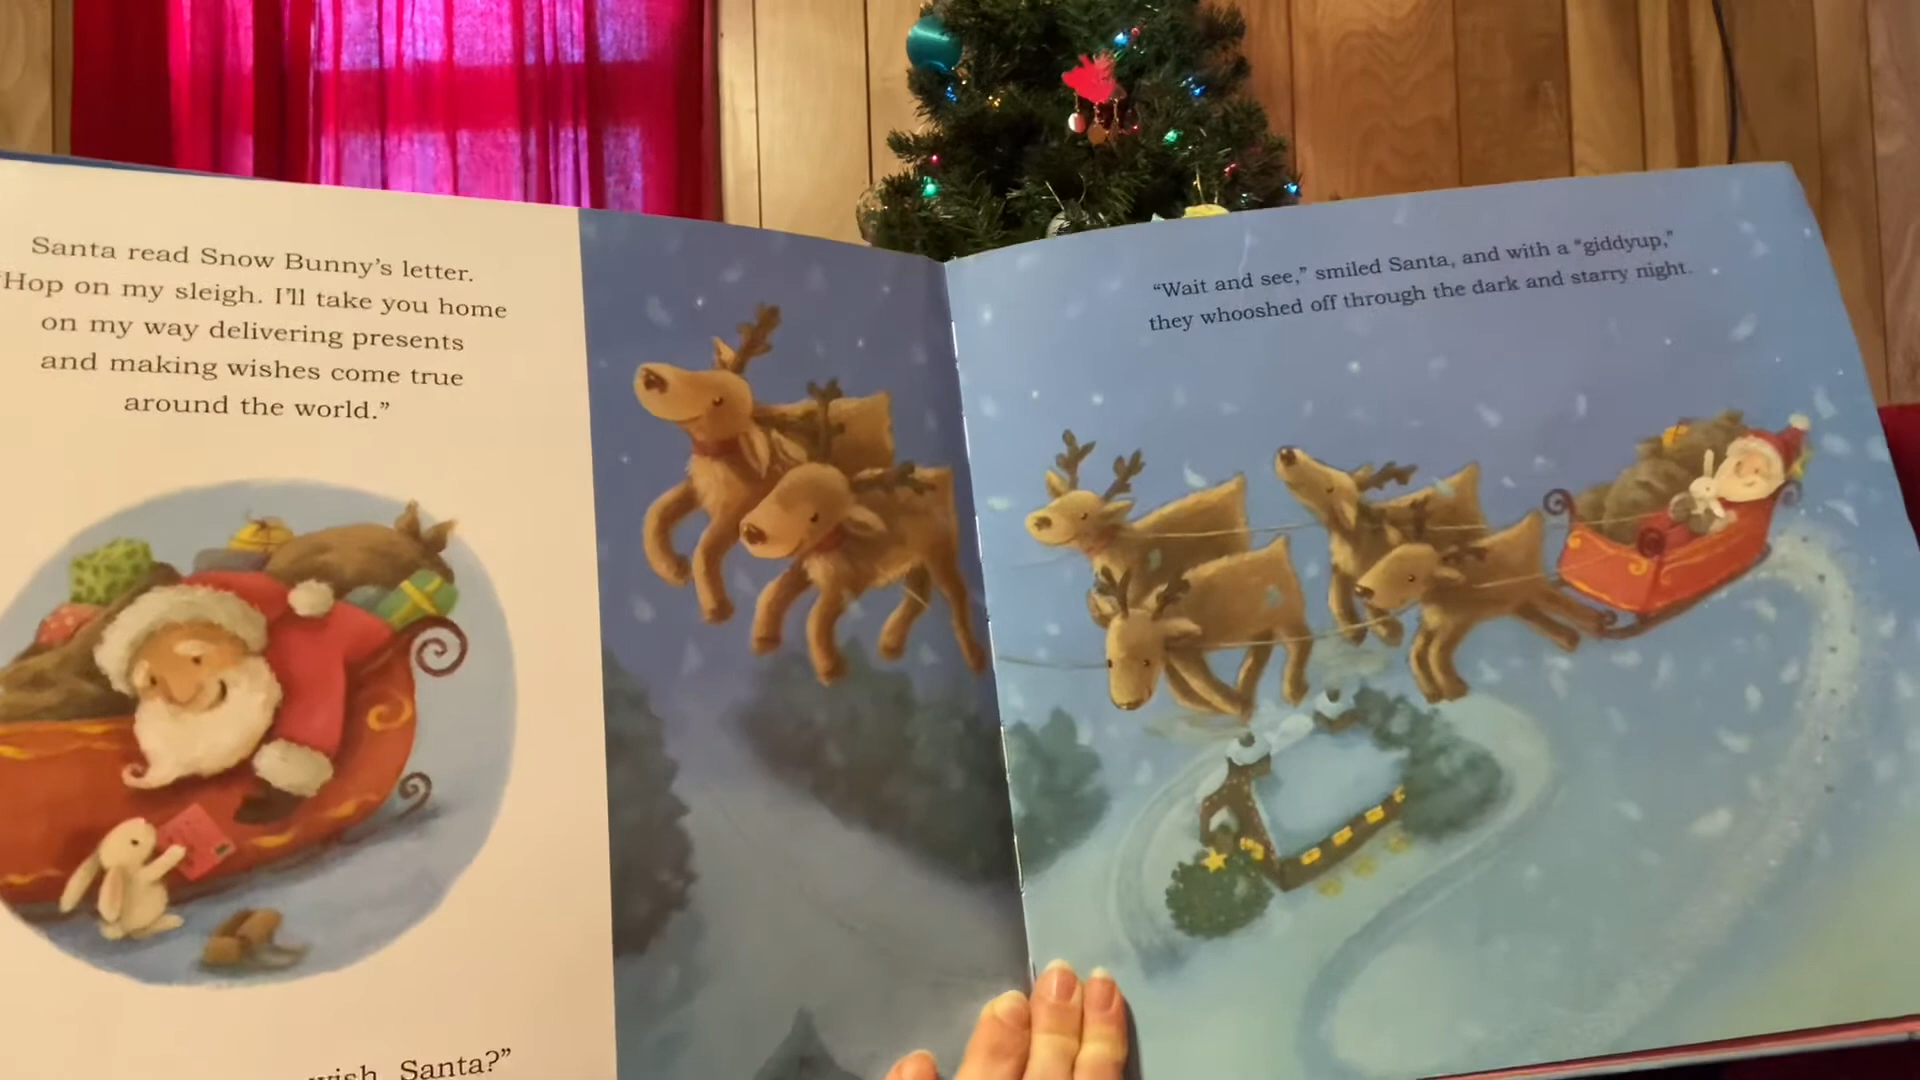 Santa read Snow Bunny's letter.
"Hop on my sleigh. I'll take you home
on my way delivering presents
and making wishes come true
around the world."
wish, Santa?"
"Wait and see," smiled Santa, and with a "giddyup,"
they whooshed off through the dark and starry night.